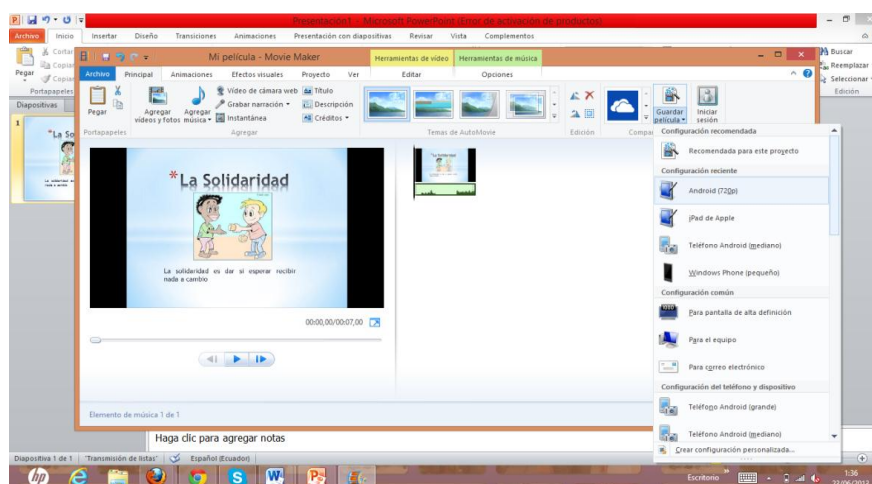 Presentación1 - Microsoft PowerPoint (Error de activación de productos)
Archivo Inicio Insertar Diseño Transiciones Animaciones Presentación con diapositivas Revisar Vista Complementos
Cortar
Pegar
Portapapeles
Diapositivas
1
Buscar
Reemplazar
Seleccionar
Edición
Mi película - Movie Maker
Herramientas de vídeo
Herramientas de música
Archivo Principal Animaciones Efectos visuales Proyecto Ver Editar Opciones
Pegar
Agregar vídeos y fotos
Agregar música
Vídeo de cámara web
Grabar narración
Instantánea
Título
Descripción
Créditos
Guardar película
Iniciar sesión
Portapapeles
Agregar
Temas de AutoMovie
Edición
*La Solidaridad
La solidaridad es dar si esperar recibir
nada a cambio
00:00,00/00:07,00
Elemento de música 1 de 1
Configuración recomendada
Recomendada para este proyecto
Configuración reciente
Android (720p)
iPad de Apple
Teléfono Android (mediano)
Windows Phone (pequeño)
Configuración común
Para pantalla de alta definición
Para el equipo
Para correo electrónico
Configuración del teléfono y dispositivo
Teléfono Android (grande)
Teléfono Android (mediano)
Crear configuración personalizada...
Haga clic para agregar notas
Diapositiva 1 de 1
"Transmisión de listas"
Español (Ecuador)
hp
Escritorio
1:36